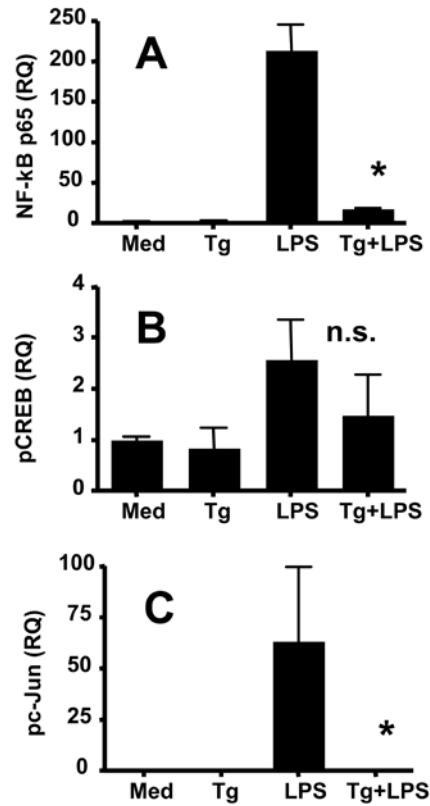 A
NF-kB p65 (RQ)
250
200
150
100
50
0
*
Med Tg LPS Tg+LPS
B
pCREB (RQ)
4
3
2
1
0
n.s.
Med Tg LPS Tg+LPS
C
pc-Jun (RQ)
100
75
50
25
0
*
Med Tg LPS Tg+LPS